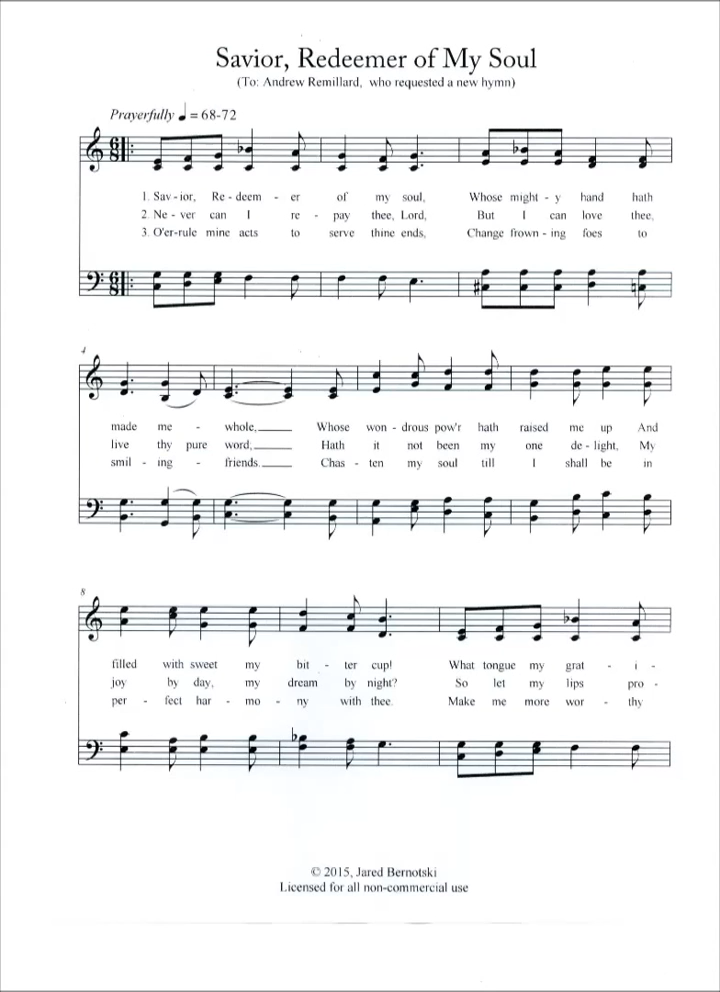 Savior, Redeemer of My Soul
(To: Andrew Remillard, who requested a new hymn)
Prayerfully ♩ = 68-72
6
8
1. Sav - ior, Re - deem - er of my soul, Whose might - y hand hath
2. Ne - ver can I re - pay thee, Lord, But I can love thee,
3. O'er-rule mine acts to serve thine ends, Change frown - ing foes to
6
8
4
made me - whole, Whose won - drous pow'r hath raised me up And
live thy pure word; Hath it not been my one de - light, My
smil - ing - friends. Chas - ten my soul till I shall be in
8
filled with sweet my bit - ter cup! What tongue my grat - i -
joy by day, my dream by night? So let my lips pro -
per - fect har - mo - ny with thee. Make me more wor - thy
© 2015, Jared Bernotski
Licensed for all non-commercial use